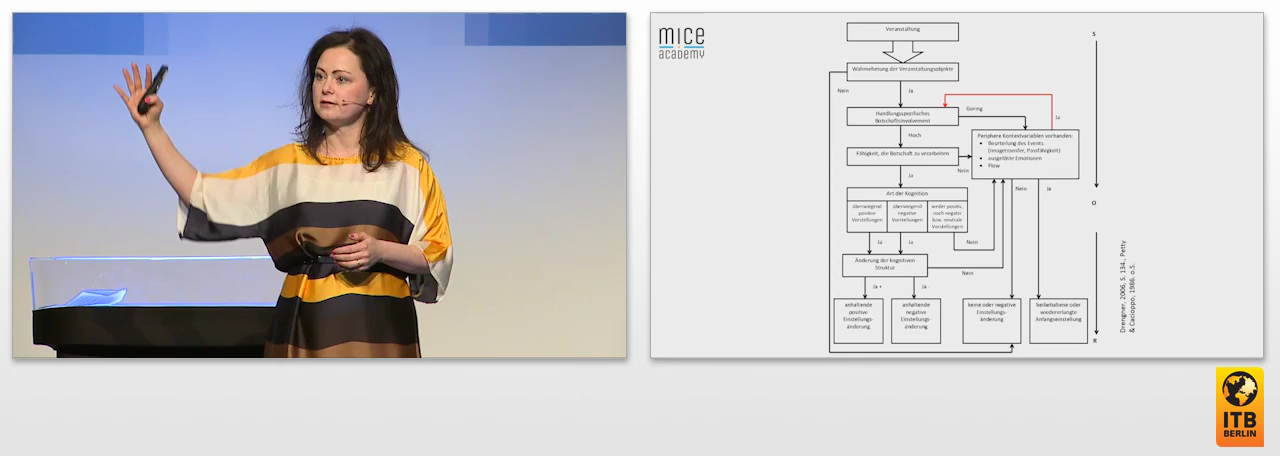 mice
academy
Veranstaltung
Wahrnehmung der Veranstaltungsobjekte
Nein
Ja
Handlungsspezifisches
Botschaftsinvolvement
Gering
Ja
Hoch
Periphere Kontextvariablen vorhanden:
Beurteilung des Events
(Imagetransfer, Passfähigkeit)
ausgelöste Emotionen
Flow
Fähigkeit, die Botschaft zu verarbeiten
Nein
Ja
Nein
Ja
Art der Kognition
überwiegend
positive
Vorstellungen
überwiegend
negative
Vorstellungen
weder positiv,
noch negativ
bzw. neutrale
Vorstellungen
Ja
Ja
Nein
Änderung der kognitiven
Struktur
Nein
Ja +
Ja -
anhaltende
positive
Einstellungs-
änderung
anhaltende
negative
Einstellungs-
änderung
keine oder negative
Einstellungs-
änderung
beibehaltene oder
wiedererlangte
Anfangseinstellung
S
O
R
Drengner, 2006, S. 134., Petty
& Cacioppo, 1986. o.S.
ITB
BERLIN